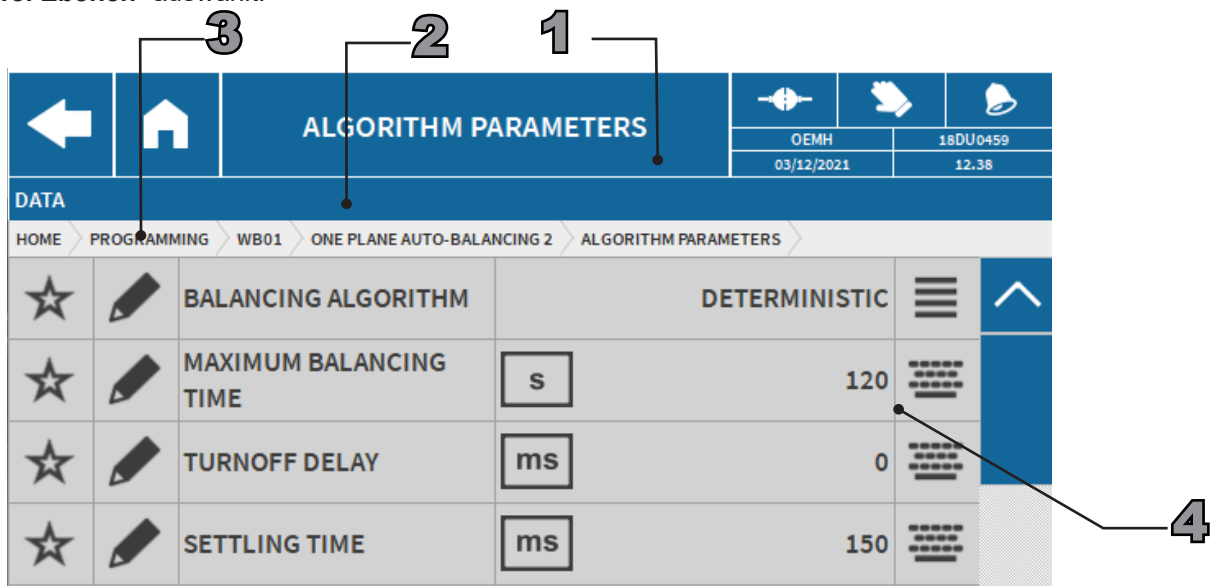 3 2 1
ALGORITHM PARAMETERS
OEMH 18DU0459
03/12/2021 12.38
DATA
HOME PROGRAMMING WB01 ONE PLANE AUTO-BALANCING 2 ALGORITHM PARAMETERS
BALANCING ALGORITHM DETERMINISTIC
MAXIMUM BALANCING
TIME s 120
TURNOFF DELAY ms 0
4
SETTLING TIME ms 150